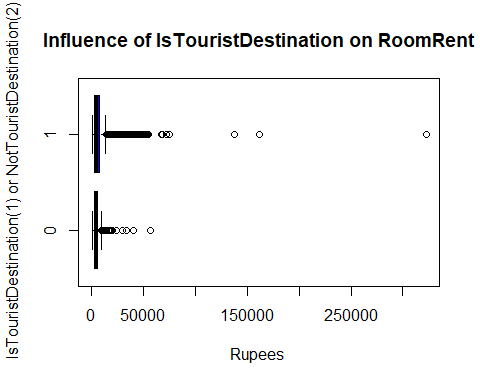 Influence of IsTouristDestination on RoomRent
IsTouristDestination(1) or NotTouristDestination(2)
1
0
0 50000 150000 250000
Rupees